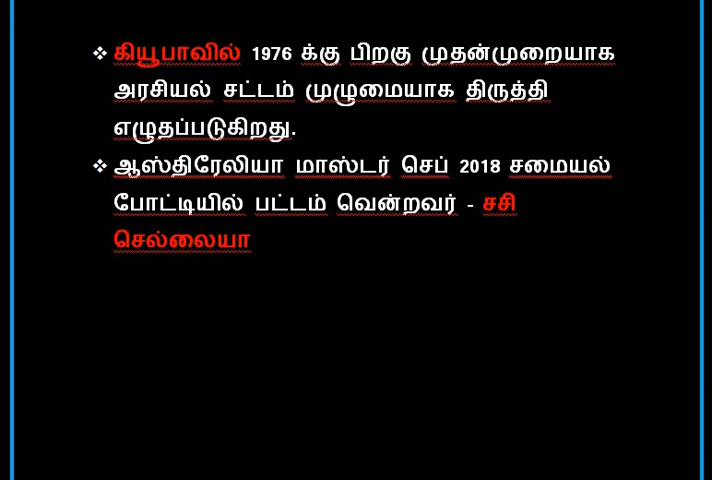 ❖ கியூபாவில் 1976 க்கு பிறகு முதன்முறையாக
அரசியல் சட்டம் முழுமையாக திருத்தி
எழுதப்படுகிறது.
❖ ஆஸ்திரேலியா மாஸ்டர் செப் 2018 சமையல்
போட்டியில் பட்டம் வென்றவர் - சசி
செல்லையா